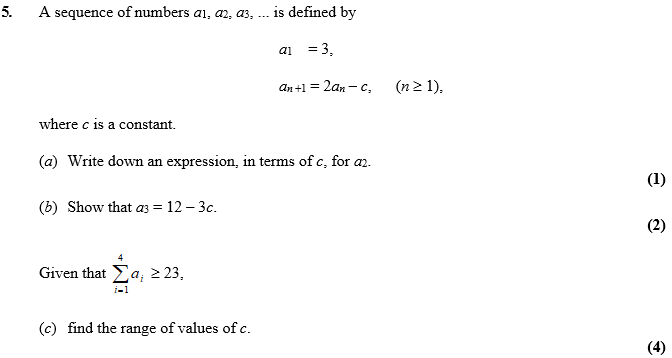 5. A sequence of numbers a1, a2, a3, ... is defined by
a1 = 3,
an+1 = 2an – c, (n ≥ 1),
where c is a constant.
(a) Write down an expression, in terms of c, for a2.
(1)
(b) Show that a3 = 12 – 3c.
(2)
Given that ∑_{i=1}^{4} a_i ≥ 23,
(c) find the range of values of c.
(4)